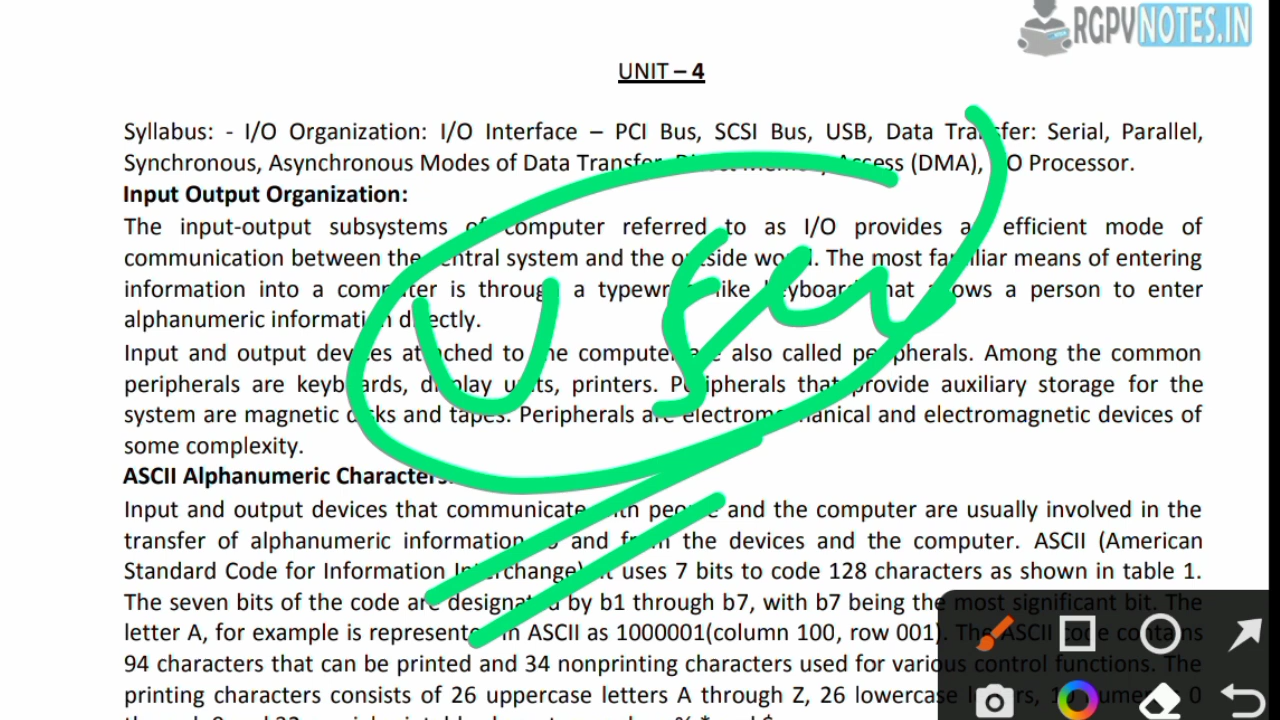 RGPVNOTES.IN
UNIT – 4
Syllabus: - I/O Organization: I/O Interface – PCI Bus, SCSI Bus, USB, Data Transfer: Serial, Parallel,
Synchronous, Asynchronous Modes of Data Transfer, Direct Memory Access (DMA), I/O Processor.
Input Output Organization:
The input-output subsystems of computer referred to as I/O provides an efficient mode of
communication between the central system and the outside world. The most familiar means of entering
information into a computer is through a typewriter like keyboard that allows a person to enter
alphanumeric information directly.
Input and output devices attached to the computer are also called peripherals. Among the common
peripherals are keyboards, display units, printers. Peripherals that provide auxiliary storage for the
system are magnetic disks and tapes. Peripherals are electromechanical and electromagnetic devices of
some complexity.
ASCII Alphanumeric Characters:
Input and output devices that communicate with people and the computer are usually involved in the
transfer of alphanumeric information to and from the devices and the computer. ASCII (American
Standard Code for Information Interchange) it uses 7 bits to code 128 characters as shown in table 1.
The seven bits of the code are designated by b1 through b7, with b7 being the most significant bit. The
letter A, for example is represented in ASCII as 1000001(column 100, row 001). The ASCII code contains
94 characters that can be printed and 34 nonprinting characters used for various control functions. The
printing characters consists of 26 uppercase letters A through Z, 26 lowercase letters, 10 numerals 0